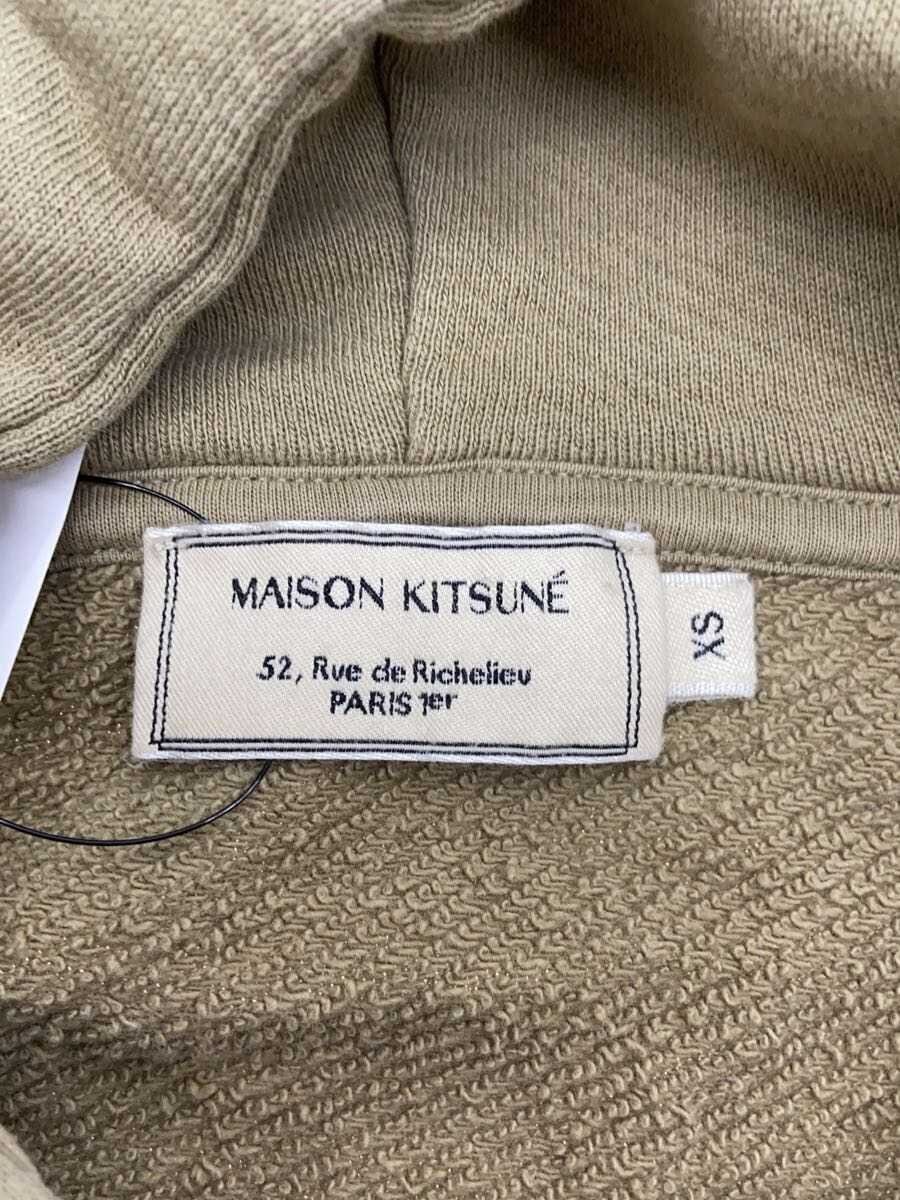 MAISON KITSUNÉ
52, Rue de Richelieu
PARIS 1er
XS